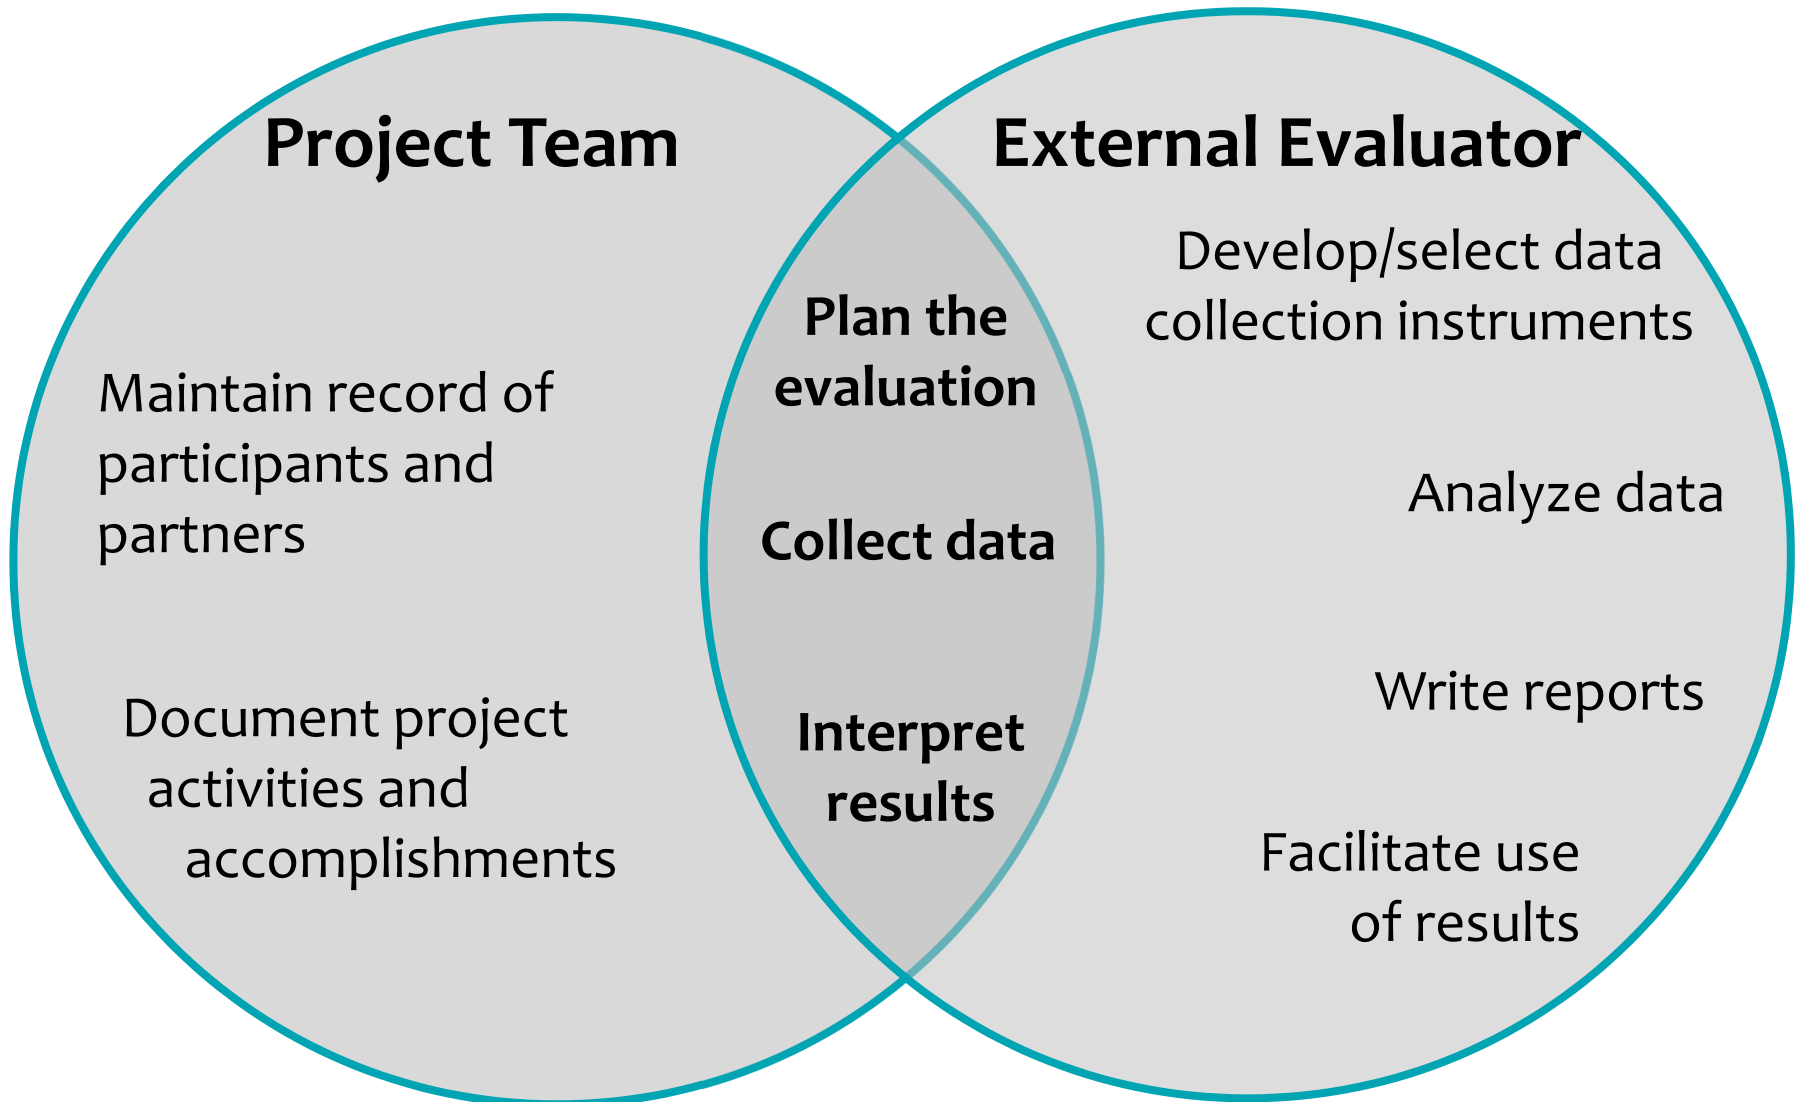 Project Team
Maintain record of
participants and
partners
Document project
activities and
accomplishments
Plan the
evaluation
Collect data
Interpret
results
External Evaluator
Develop/select data
collection instruments
Analyze data
Write reports
Facilitate use
of results